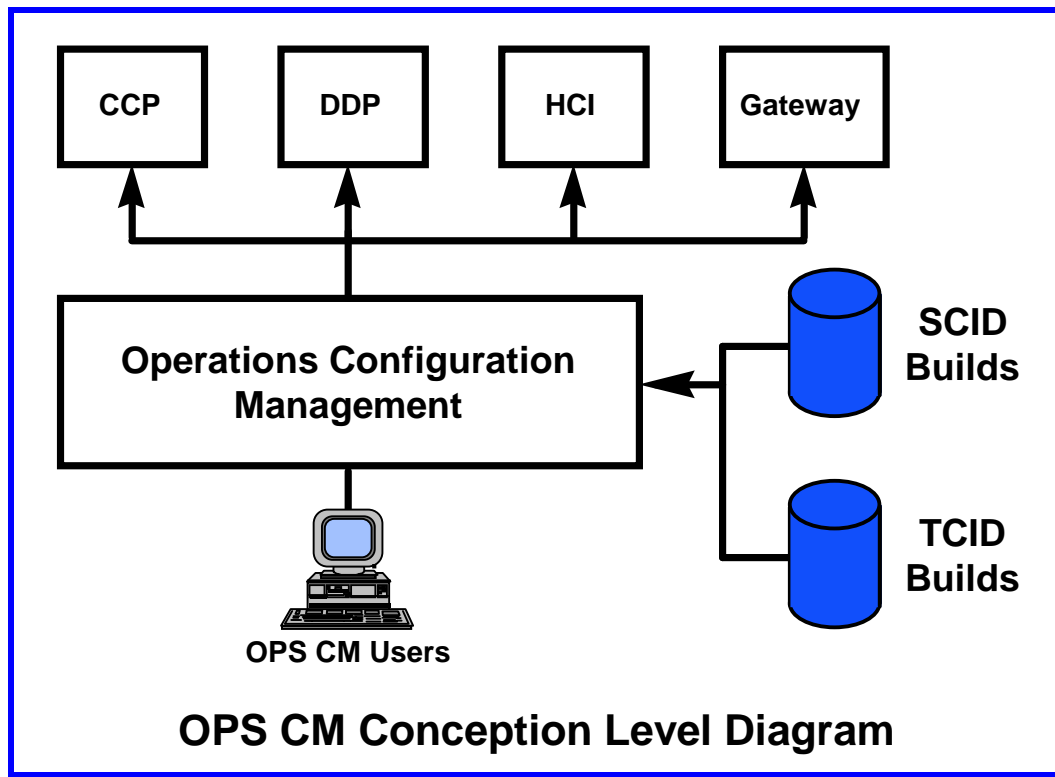 CCP
DDP
HCI
Gateway
Operations Configuration
Management
SCID
Builds
TCID
Builds
OPS CM Users
OPS CM Conception Level Diagram